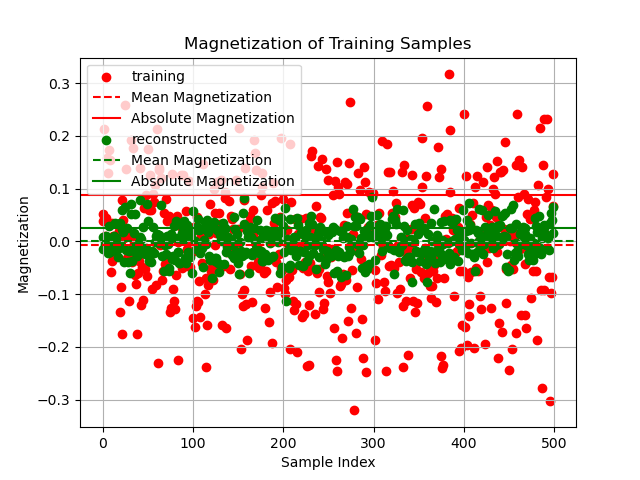 Magnetization of Training Samples
training
Mean Magnetization
Absolute Magnetization
reconstructed
Mean Magnetization
Absolute Magnetization
Magnetization
0.3
0.2
0.1
0.0
−0.1
−0.2
−0.3
0 100 200 300 400 500
Sample Index